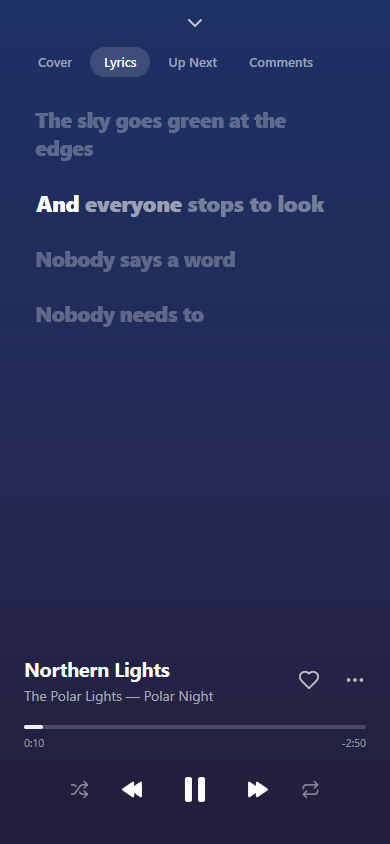 Cover Lyrics Up Next Comments
The sky goes green at the
edges
And everyone stops to look
Nobody says a word
Nobody needs to
Northern Lights
The Polar Lights — Polar Night
0:10 -2:50